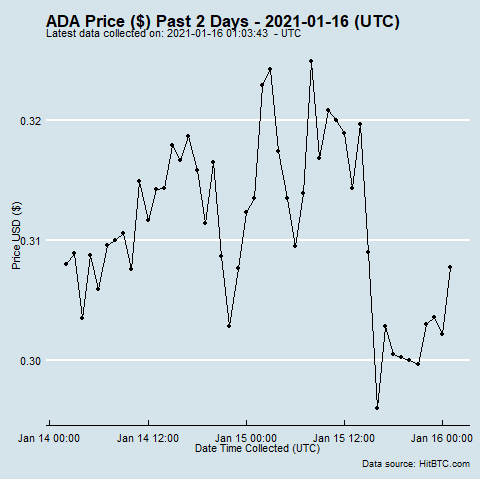 ADA Price ($) Past 2 Days - 2021-01-16 (UTC)
Latest data collected on: 2021-01-16 01:03:43 - UTC
0.32
0.31
0.30
Price USD ($)
Jan 14 00:00 Jan 14 12:00 Jan 15 00:00 Jan 15 12:00 Jan 16 00:00
Date Time Collected (UTC)
Data source: HitBTC.com